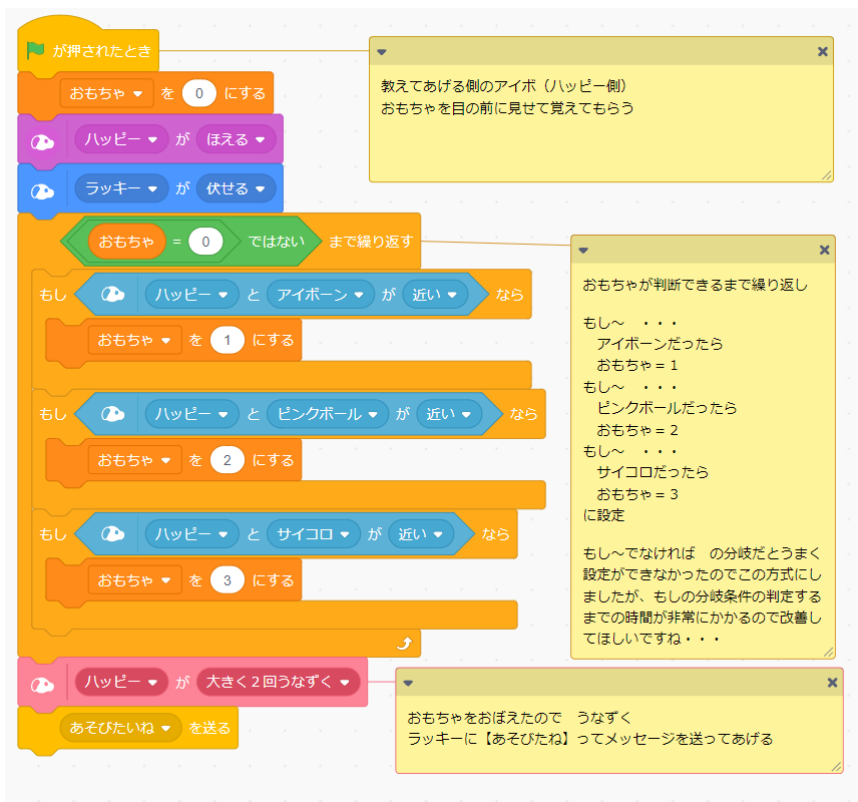 が押されたとき
教えてあげる側のアイボ（ハッピー側）
おもちゃを目の前に見せて覚えてもらう
おもちゃ を 0 にする
ハッピー が ほえる
ラッキー が 伏せる
おもちゃ = 0 ではない まで繰り返す
もし ハッピー と アイボーン が 近い なら
おもちゃ を 1 にする
もし ハッピー と ピンクボール が 近い なら
おもちゃ を 2 にする
もし ハッピー と サイコロ が 近い なら
おもちゃ を 3 にする
おもちゃが判断できるまで繰り返し
もし～　・・・
アイボーンだったら
おもちゃ = 1
もし～　・・・
ピンクボールだったら
おもちゃ = 2
もし～　・・・
サイコロだったら
おもちゃ = 3
に設定
もし～でなければ　の分岐だとうまく
設定ができなかったのでこの方式にし
ましたが、もしの分岐条件の判定する
までの時間が非常にかかるので改善し
てほしいですね・・・
ハッピー が 大きく２回うなずく
あそびたいね を送る
おもちゃをおぼえたので　うなずく
ラッキーに【あそびたね】ってメッセージを送ってあげる